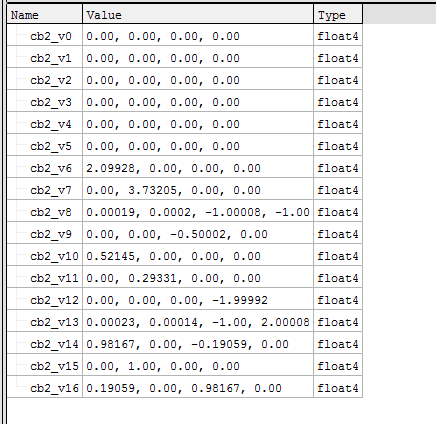 Name Value Type
cb2_v0 0.00, 0.00, 0.00, 0.00 float4
cb2_v1 0.00, 0.00, 0.00, 0.00 float4
cb2_v2 0.00, 0.00, 0.00, 0.00 float4
cb2_v3 0.00, 0.00, 0.00, 0.00 float4
cb2_v4 0.00, 0.00, 0.00, 0.00 float4
cb2_v5 0.00, 0.00, 0.00, 0.00 float4
cb2_v6 2.09928, 0.00, 0.00, 0.00 float4
cb2_v7 0.00, 3.73205, 0.00, 0.00 float4
cb2_v8 0.00019, 0.0002, -1.00008, -1.00 float4
cb2_v9 0.00, 0.00, -0.50002, 0.00 float4
cb2_v10 0.52145, 0.00, 0.00, 0.00 float4
cb2_v11 0.00, 0.29331, 0.00, 0.00 float4
cb2_v12 0.00, 0.00, 0.00, -1.99992 float4
cb2_v13 0.00023, 0.00014, -1.00, 2.00008 float4
cb2_v14 0.98167, 0.00, -0.19059, 0.00 float4
cb2_v15 0.00, 1.00, 0.00, 0.00 float4
cb2_v16 0.19059, 0.00, 0.98167, 0.00 float4